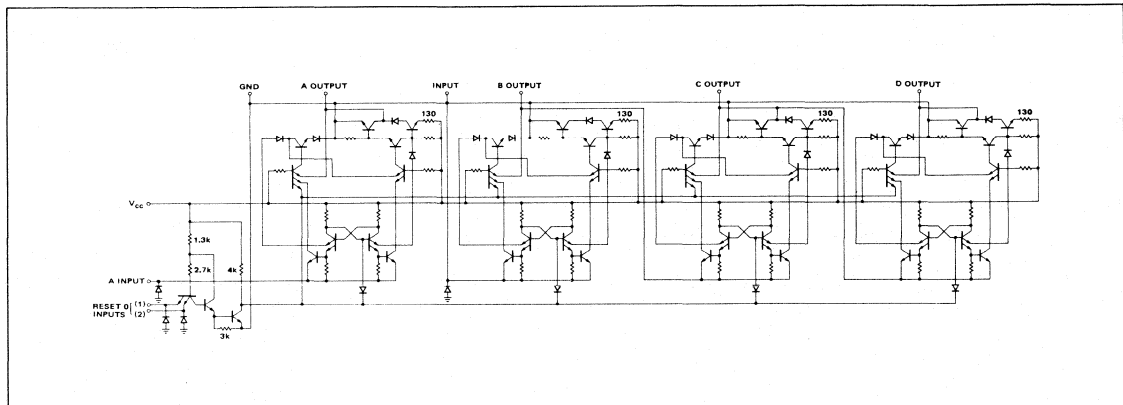 GND A OUTPUT INPUT B OUTPUT C OUTPUT D OUTPUT
130 130 130 130
Vcc
1.3k
2.7k 4k
A INPUT
RESET 0 (1)
INPUTS (2)
3k